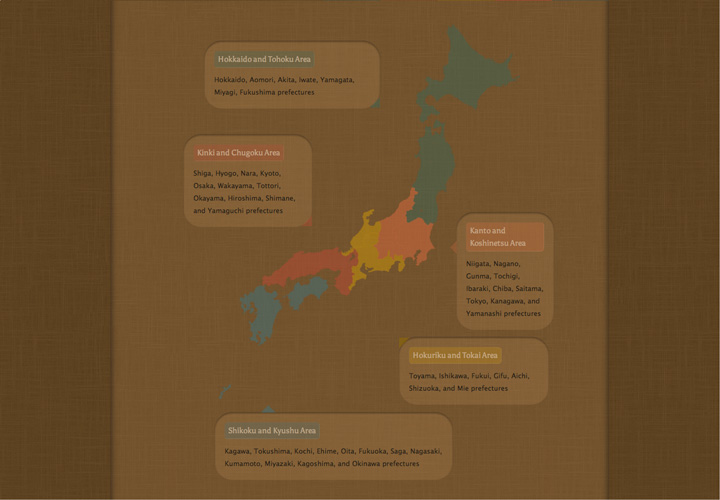 Hokkaido and Tohoku Area
Hokkaido, Aomori, Akita, Iwate, Yamagata,
Miyagi, Fukushima prefectures
Kinki and Chugoku Area
Shiga, Hyogo, Nara, Kyoto,
Osaka, Wakayama, Tottori,
Okayama, Hiroshima, Shimane,
and Yamaguchi prefectures
Kanto and
Koshinetsu Area
Niigata, Nagano,
Gunma, Tochigi,
Ibaraki, Chiba, Saitama,
Tokyo, Kanagawa, and
Yamanashi prefectures
Hokuriku and Tokai Area
Toyama, Ishikawa, Fukui, Gifu, Aichi,
Shizuoka, and Mie prefectures
Shikoku and Kyushu Area
Kagawa, Tokushima, Kochi, Ehime, Oita, Fukuoka, Saga, Nagasaki,
Kumamoto, Miyazaki, Kagoshima, and Okinawa prefectures